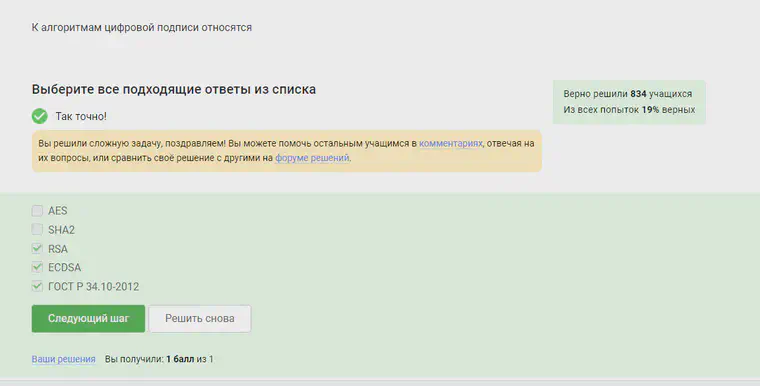 К алгоритмам цифровой подписи относятся
Выберите все подходящие ответы из списка
Верно решили 834 учащихся
Из всех попыток 19% верных
Так точно!
Вы решили сложную задачу, поздравляем! Вы можете помочь остальным учащимся в комментариях, отвечая на
их вопросы, или сравнить своё решение с другими на форуме решений.
AES
SHA2
RSA
ECDSA
ГОСТ Р 34.10-2012
Следующий шаг Решить снова
Ваши решения Вы получили: 1 балл из 1